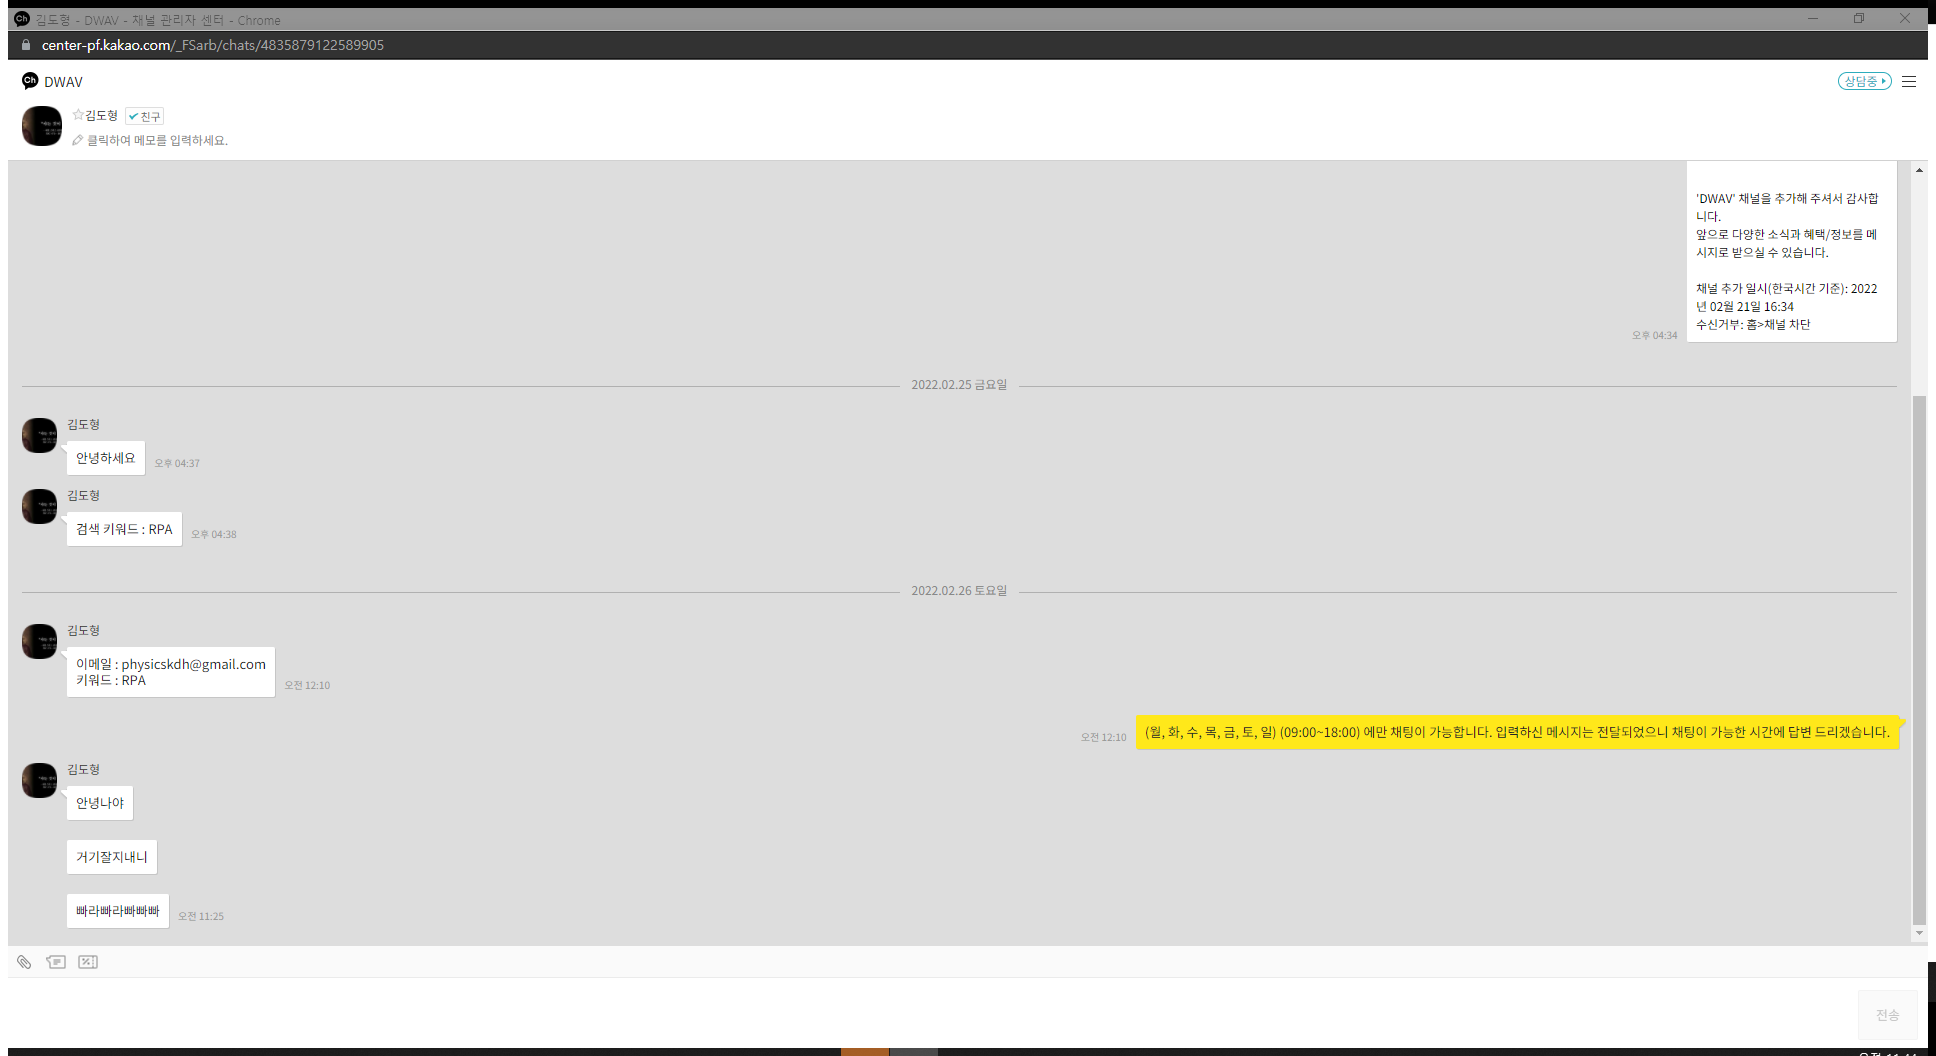 김도형 - DWAV - 채널 관리자 센터 - Chrome
center-pf.kakao.com/_FSarb/chats/4835879122589905
Ch DWAV
상담중
김도형 친구
클릭하여 메모를 입력하세요.
'DWAV' 채널을 추가해 주셔서 감사합
니다.
앞으로 다양한 소식과 혜택/정보를 메
시지로 받으실 수 있습니다.
채널 추가 일시(한국시간 기준): 2022
년 02월 21일 16:34
수신거부: 홈>채널 차단
오후 04:34
2022.02.25 금요일
김도형
안녕하세요
오후 04:37
김도형
검색 키워드 : RPA
오후 04:38
2022.02.26 토요일
김도형
이메일 : physicskdh@gmail.com
키워드 : RPA
오전 12:10
오전 12:10
(월, 화, 수, 목, 금, 토, 일) (09:00~18:00) 에만 채팅이 가능합니다. 입력하신 메시지는 전달되었으니 채팅이 가능한 시간에 답변 드리겠습니다.
김도형
안녕나야
거기잘지내니
빠라빠라빠빠빠
오전 11:25
전송